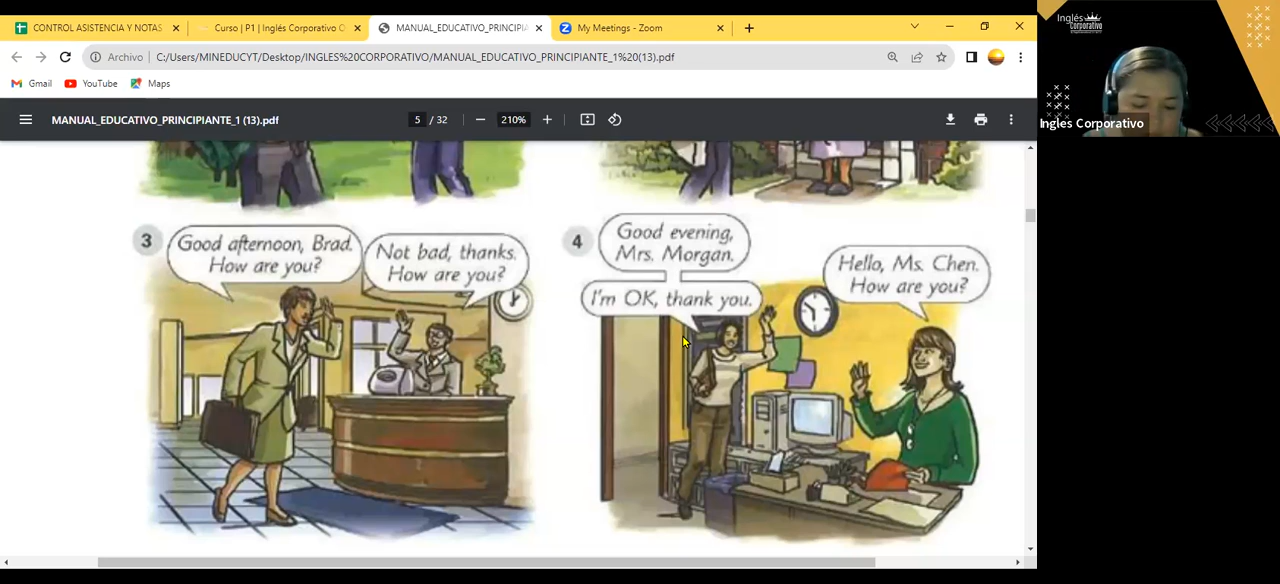 CONTROL ASISTENCIA Y NOTAS
Curso | P1 | Inglés Corporativo O
MANUAL_EDUCATIVO_PRINCIPIA
My Meetings - Zoom
Archivo
C:/Users/MINEDUCYT/Desktop/INGLES%20CORPORATIVO/MANUAL_EDUCATIVO_PRINCIPIANTE_1%20(13).pdf
Gmail
YouTube
Maps
MANUAL_EDUCATIVO_PRINCIPIANTE_1 (13).pdf
5 / 32
210%
3
Good afternoon, Brad.
How are you?
Not bad, thanks.
How are you?
4
Good evening,
Mrs. Morgan.
I'm OK, thank you.
Hello, Ms. Chen.
How are you?
Inglés
Corporativo
Ingles Corporativo